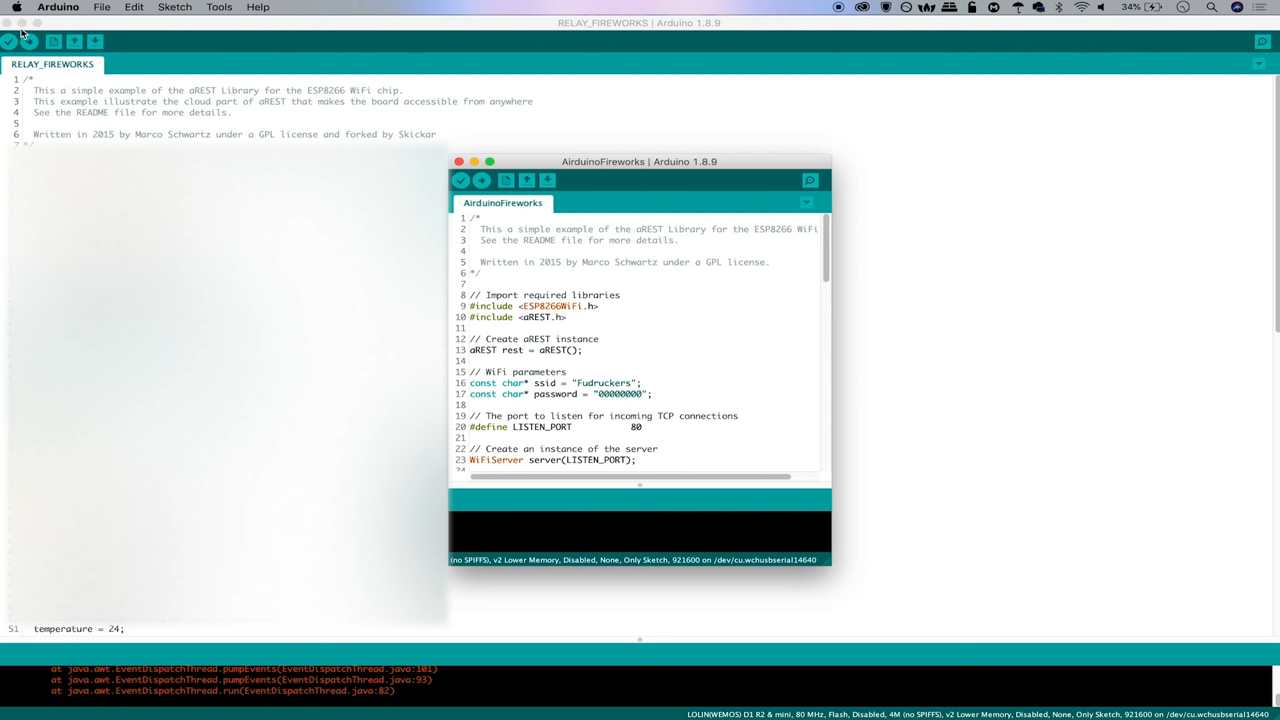 Arduino File Edit Sketch Tools Help
34%
RELAY_FIREWORKS | Arduino 1.8.9
RELAY_FIREWORKS
1 /*
2 This a simple example of the aREST Library for the ESP8266 WiFi chip.
3 This example illustrate the cloud part of aREST that makes the board accessible from anywhere
4 See the README file for more details.
5
6 Written in 2015 by Marco Schwartz under a GPL license and forked by Skickar
7 */
AirduinoFireworks | Arduino 1.8.9
AirduinoFireworks
1 /*
2 This a simple example of the aREST Library for the ESP8266 WiFi
3 See the README file for more details.
4
5 Written in 2015 by Marco Schwartz under a GPL license.
6 */
7
8 // Import required libraries
9 #include <ESP8266WiFi.h>
10 #include <aREST.h>
11
12 // Create aREST instance
13 aREST rest = aREST();
14
15 // WiFi parameters
16 const char* ssid = "Fudruckers";
17 const char* password = "00000000";
18
19 // The port to listen for incoming TCP connections
20 #define LISTEN_PORT 80
21
22 // Create an instance of the server
23 WiFiServer server(LISTEN_PORT);
24
(no SPIFFS), v2 Lower Memory, Disabled, None, Only Sketch, 921600 on /dev/cu.wchusbserial14640
51 temperature = 24;
at java.awt.EventDispatchThread.pumpEvents(EventDispatchThread.java:101)
at java.awt.EventDispatchThread.pumpEvents(EventDispatchThread.java:93)
at java.awt.EventDispatchThread.run(EventDispatchThread.java:82)
LOLIN(WEMOS) D1 R2 & mini, 80 MHz, Flash, Disabled, 4M (no SPIFFS), v2 Lower Memory, Disabled, None, Only Sketch, 921600 on /dev/cu.wchusbserial14640